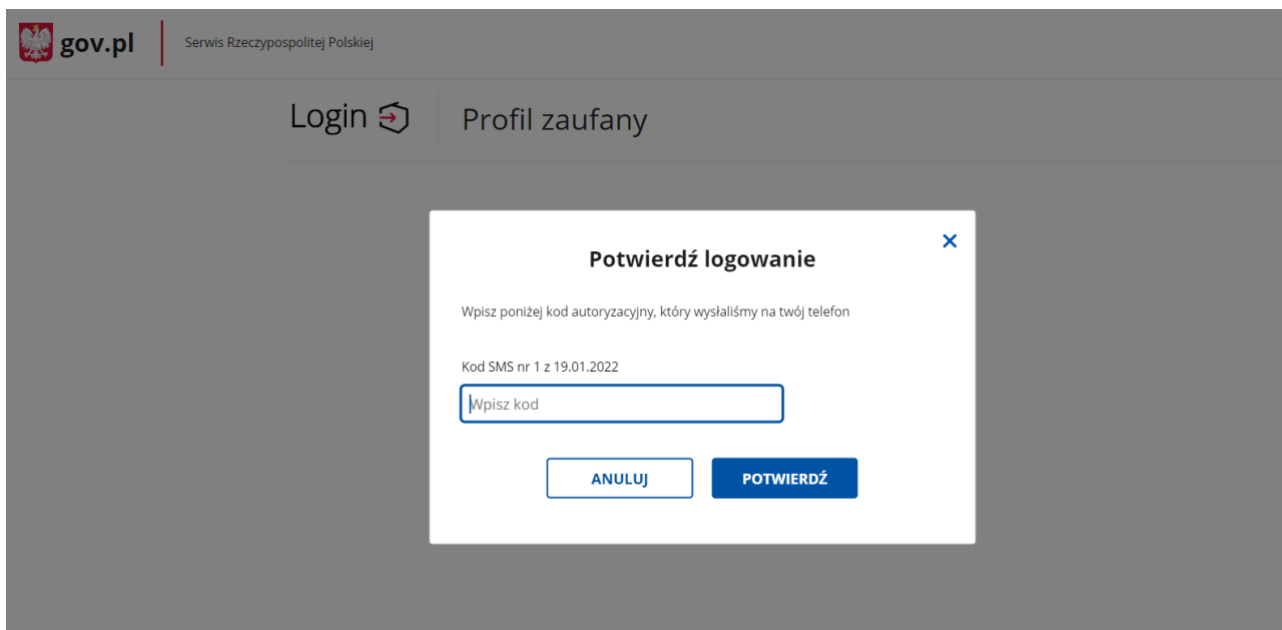 gov.pl
Serwis Rzeczypospolitej Polskiej
Login
Profil zaufany
Potwierdź logowanie
Wpisz poniżej kod autoryzacyjny, który wysłaliśmy na twój telefon
Kod SMS nr 1 z 19.01.2022
Wpisz kod
ANULUJ
POTWIERDŹ